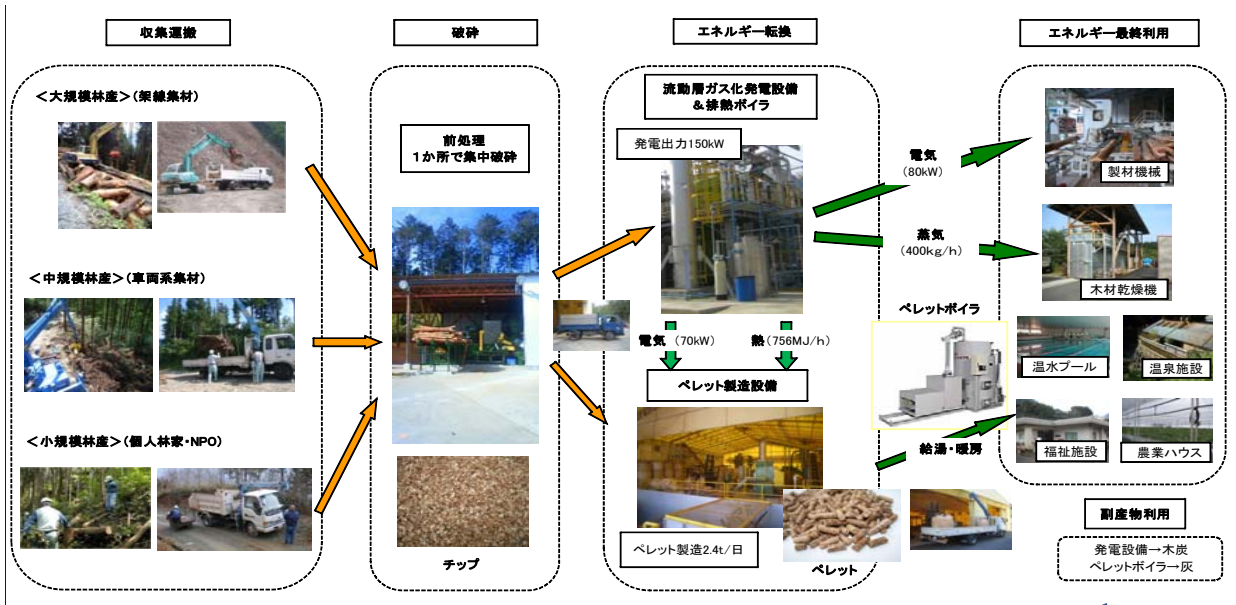 収集運搬
破砕
エネルギー転換
エネルギー最終利用
<大規模林産>(架線集材)
<中規模林産>(車両系集材)
<小規模林産>(個人林家・NPO)
前処理
1か所で集中破砕
チップ
流動層ガス化発電設備
&排熱ボイラ
発電出力150kW
電気(70kW)
熱(756MJ/h)
ペレット製造設備
ペレット製造2.4t/日
ペレット
電気
(80kW)
蒸気
(400kg/h)
ペレットボイラ
給湯・暖房
製材機械
木材乾燥機
温水プール
温泉施設
福祉施設
農業ハウス
副産物利用
発電設備→木炭
ペレットボイラ→灰